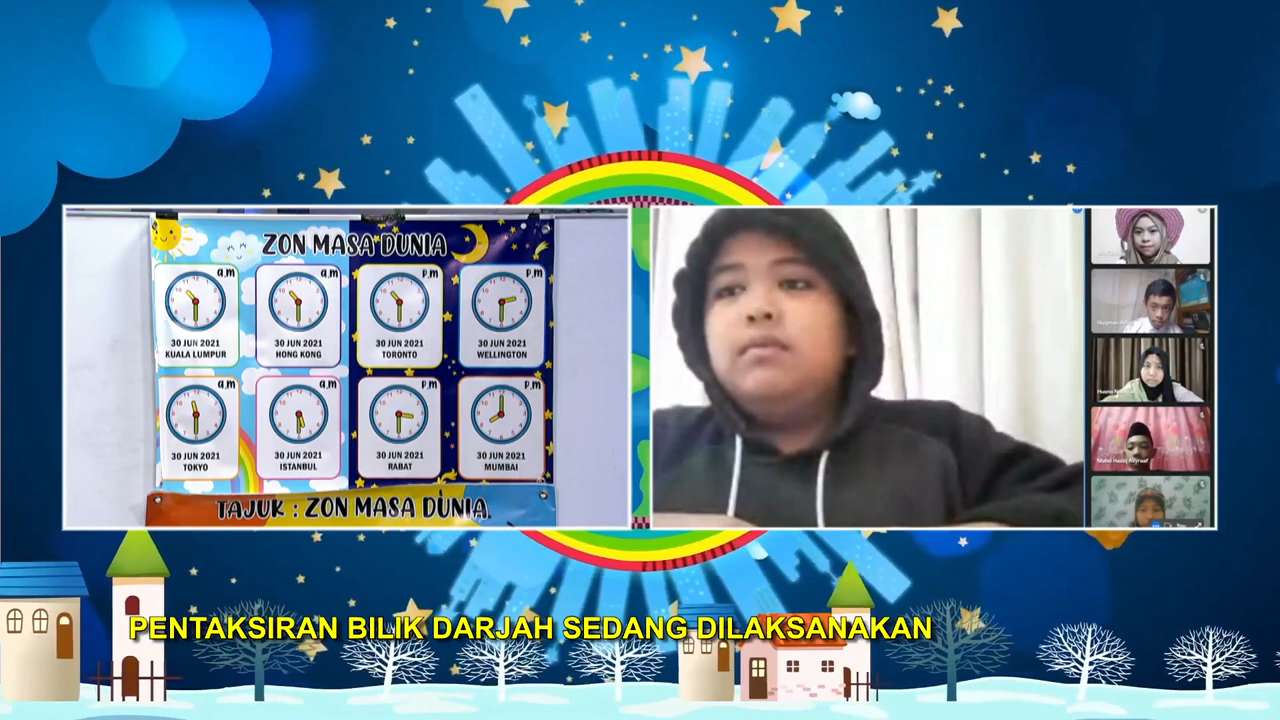 ZON MASA DUNIA
a.m
30 JUN 2021
KUALA LUMPUR
a.m
30 JUN 2021
HONG KONG
p.m
30 JUN 2021
TORONTO
p.m
30 JUN 2021
WELLINGTON
a.m
30 JUN 2021
TOKYO
a.m
30 JUN 2021
ISTANBUL
p.m
30 JUN 2021
RABAT
p.m
30 JUN 2021
MUMBAI
TAJUK : ZON MASA DUNIA.
PENTAKSIRAN BILIK DARJAH SEDANG DILAKSANAKAN